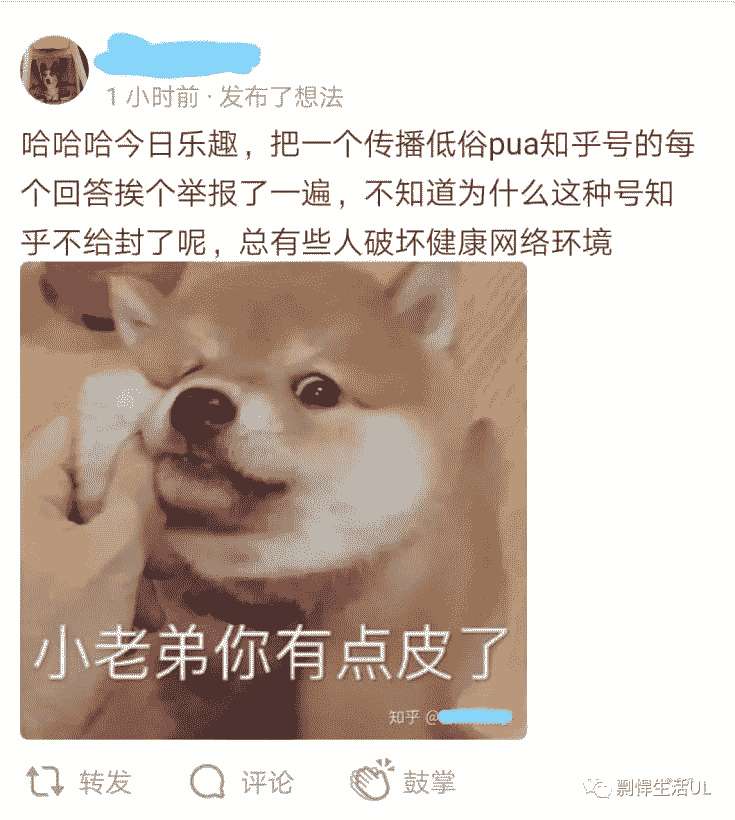 1 小时前 · 发布了想法
哈哈哈今日乐趣，把一个传播低俗pua知乎号的每
个回答挨个举报了一遍，不知道为什么这种号知
乎不给封了呢，总有些人破坏健康网络环境
小老弟你有点皮了
知乎 @
转发 评论 鼓掌
剽悍生活UL